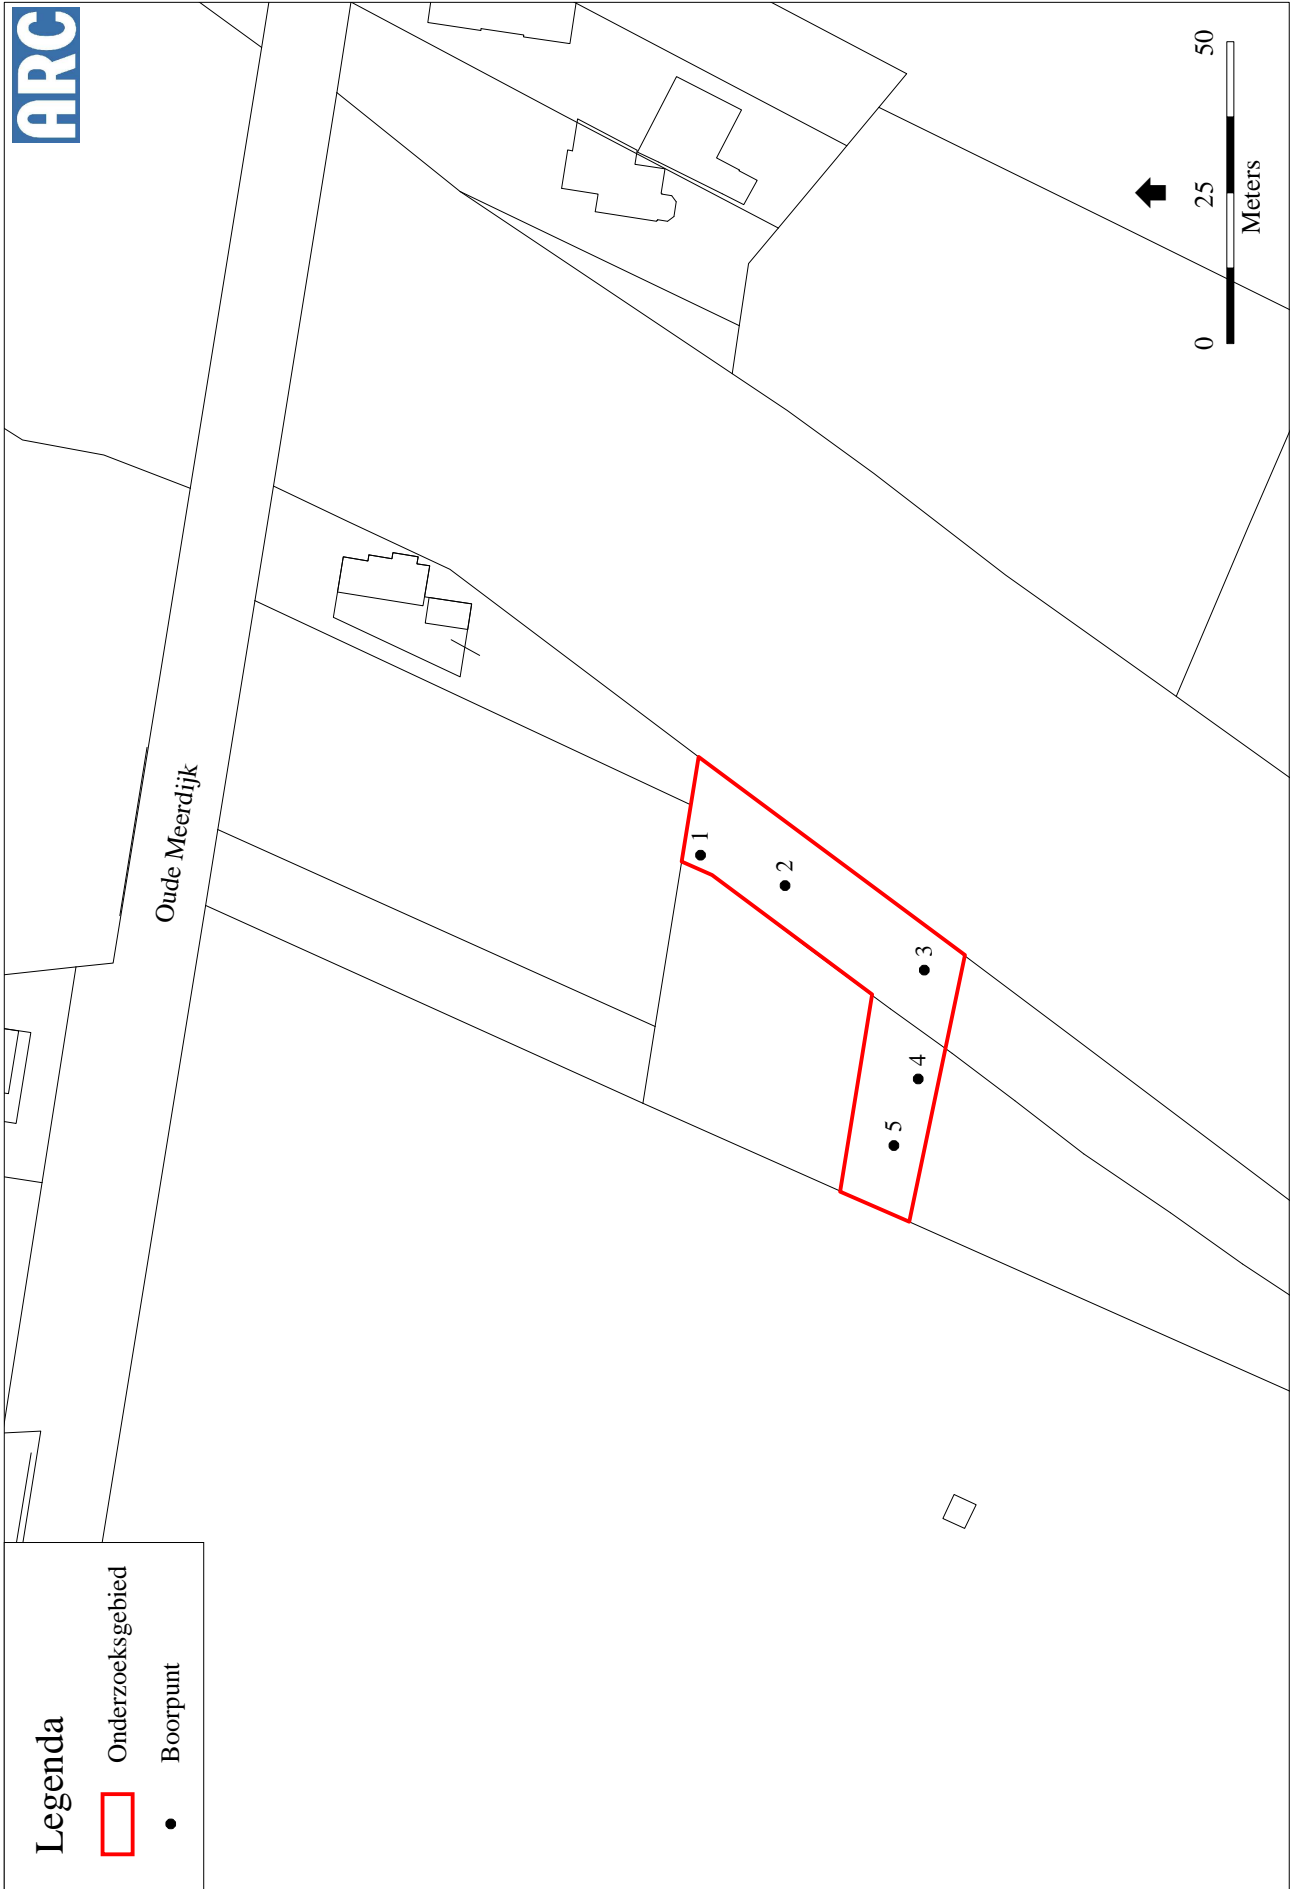 ARC
Oude Meerdijk
1
2
3
4
5
0 25 50
Meters
Legenda
Onderzoeksgebied
Boorpunt